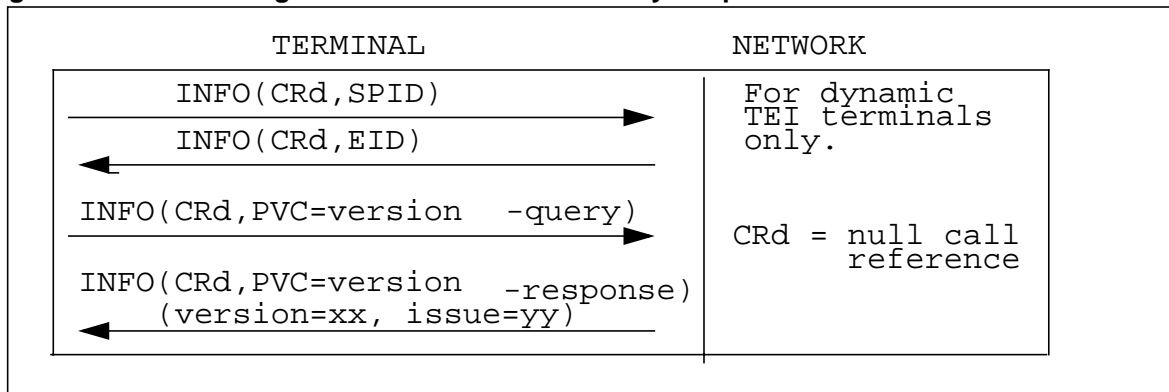 TERMINAL NETWORK
INFO(CRd,SPID)
For dynamic
TEI terminals
only.
INFO(CRd,EID)
INFO(CRd,PVC=version -query)
CRd = null call
reference
INFO(CRd,PVC=version -response)
(version=xx, issue=yy)